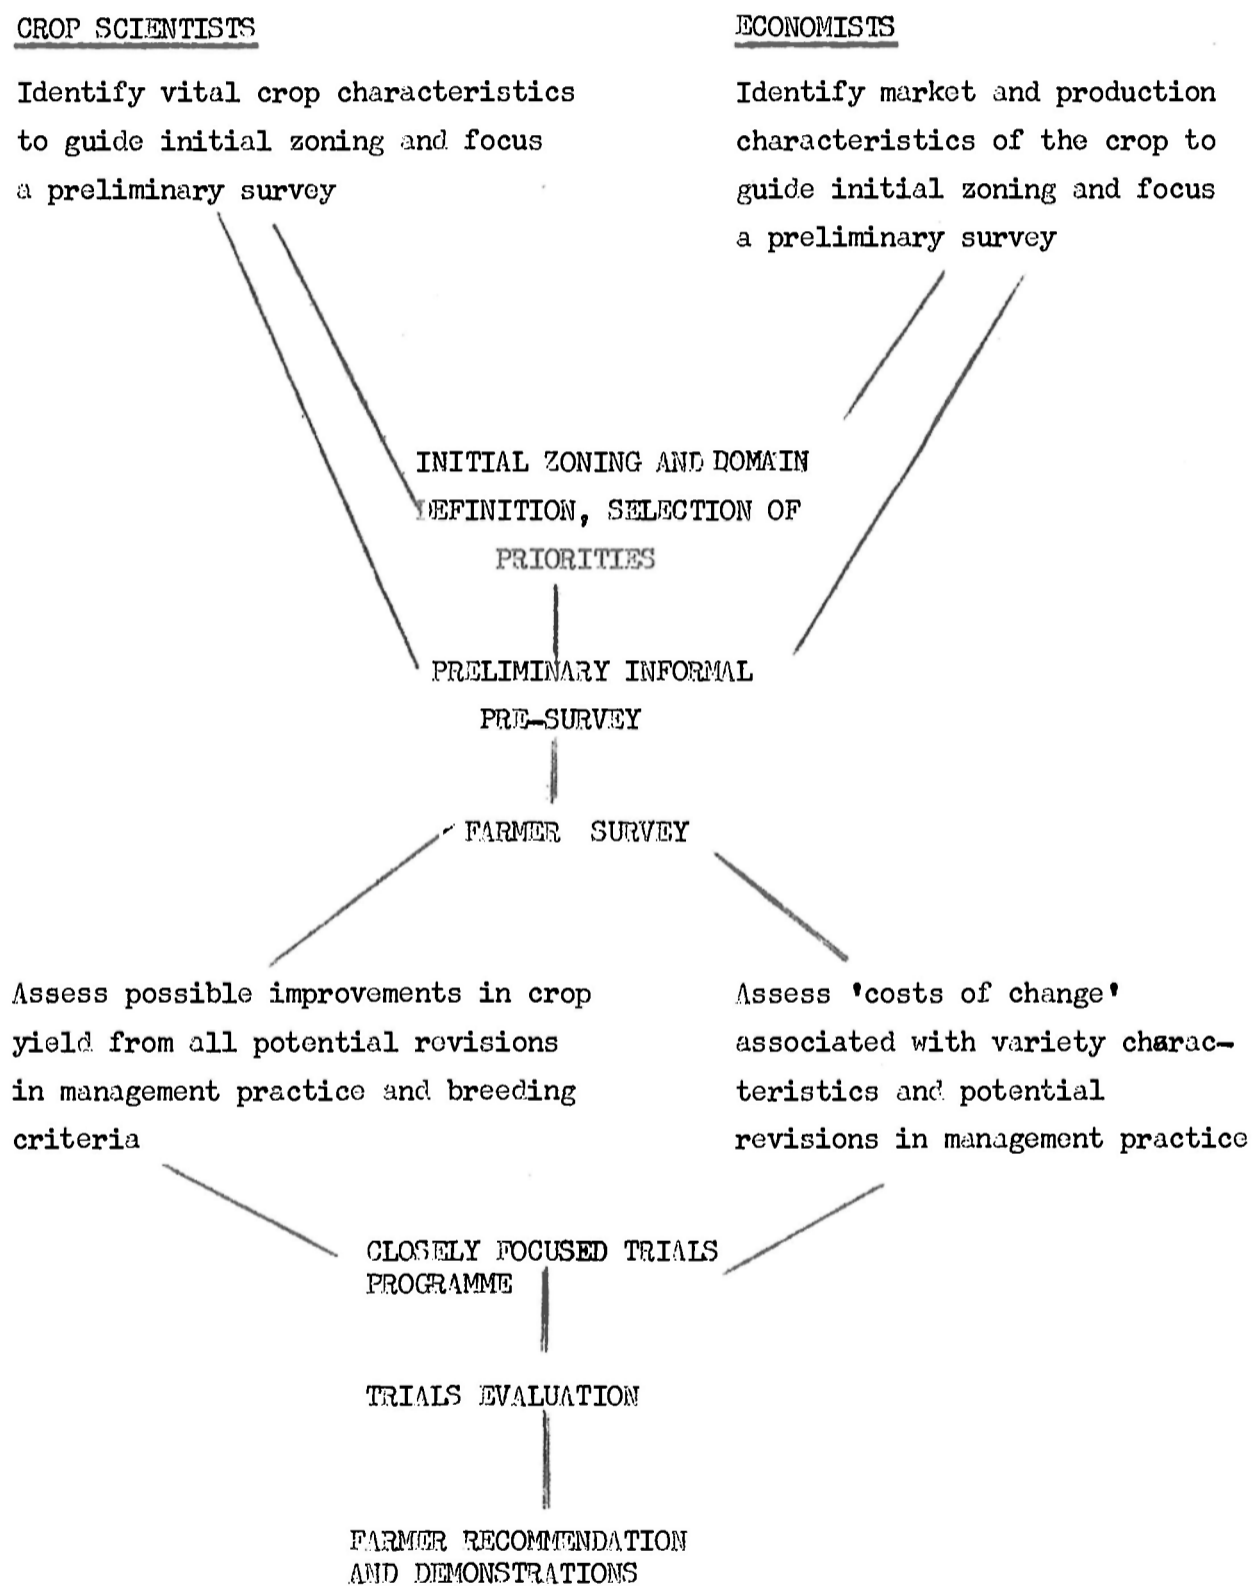 CROP SCIENTISTS
Identify vital crop characteristics
to guide initial zoning and focus
a preliminary survey
ECONOMISTS
Identify market and production
characteristics of the crop to
guide initial zoning and focus
a preliminary survey
INITIAL ZONING AND DOMAIN
DEFINITION, SELECTION OF
PRIORITIES
PRELIMINARY INFORMAL
PRE-SURVEY
FARMER SURVEY
Assess possible improvements in crop
yield from all potential revisions
in management practice and breeding
criteria
Assess 'costs of change'
associated with variety charac-
teristics and potential
revisions in management practice
CLOSELY FOCUSED TRIALS
PROGRAMME
TRIALS EVALUATION
FARMER RECOMMENDATION
AND DEMONSTRATIONS